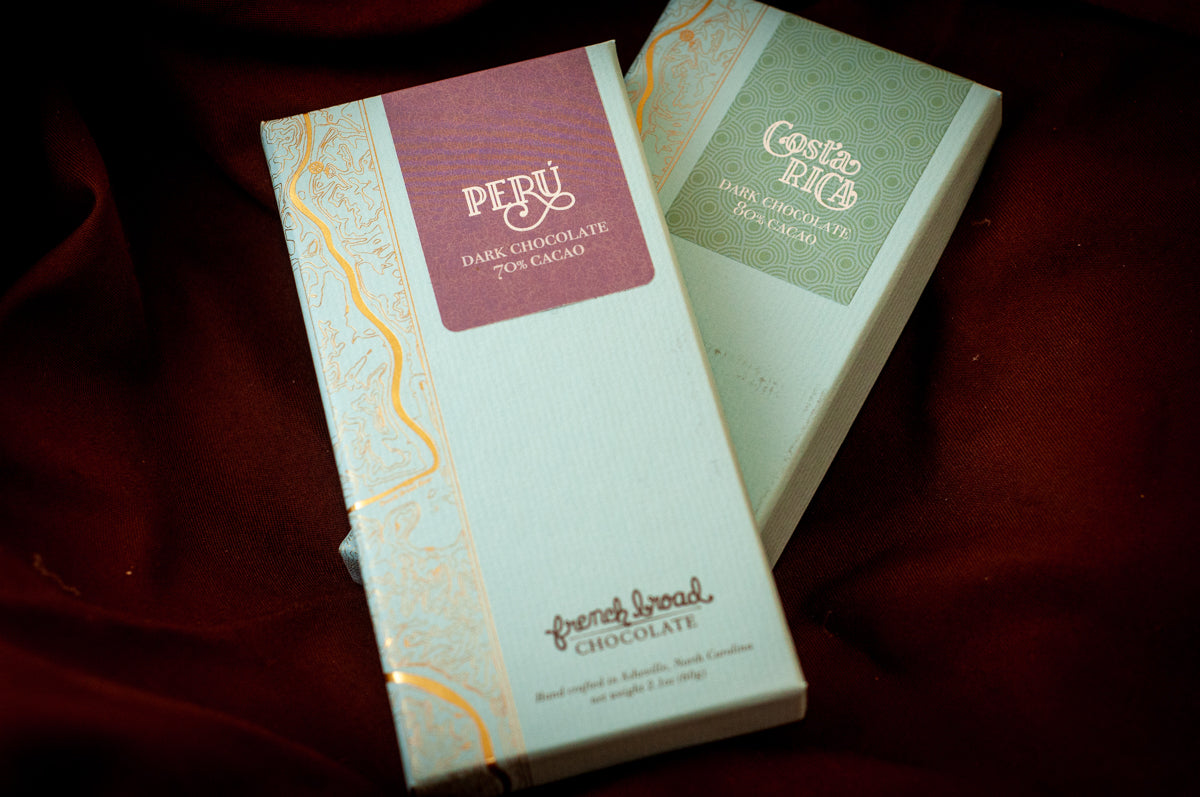 PERÚ
DARK CHOCOLATE
70% CACAO
french broad
CHOCOLATE
Hand crafted in Asheville, North Carolina
net weight 2.1oz (60g)
Costa
RICA
DARK CHOCOLATE
80% CACAO